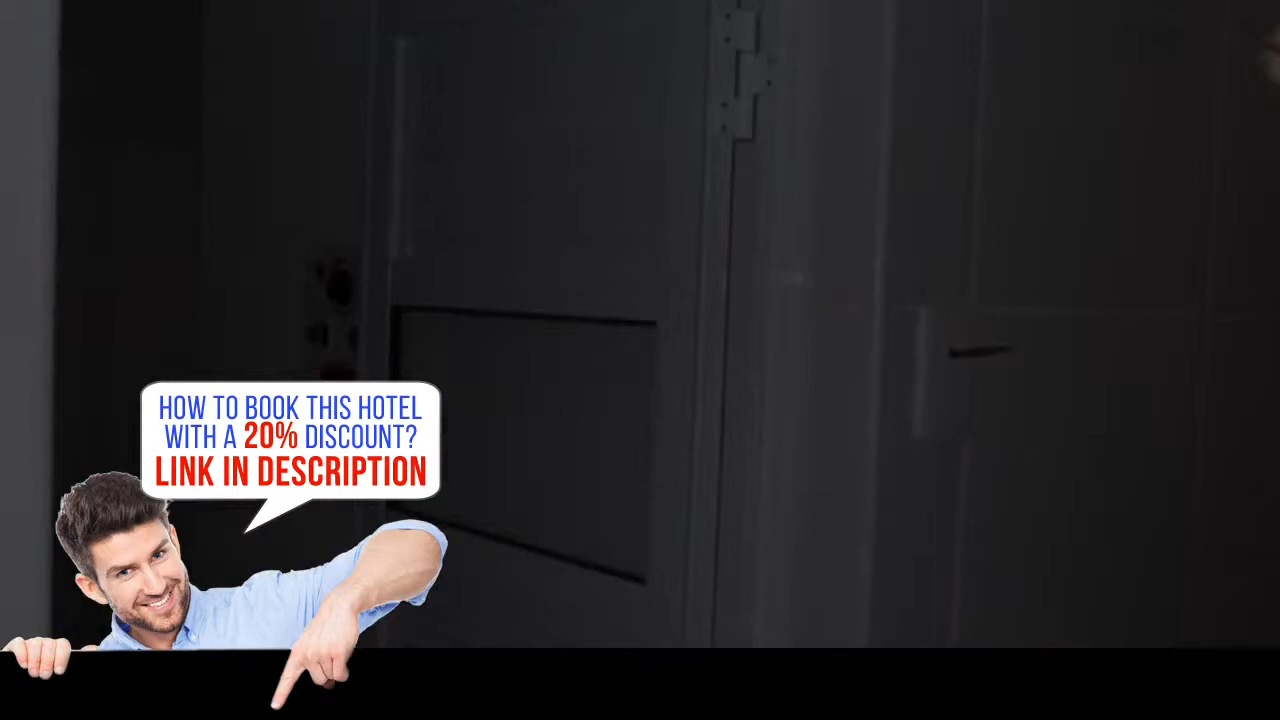 HOW TO BOOK THIS HOTEL
WITH A 20% DISCOUNT?
LINK IN DESCRIPTION